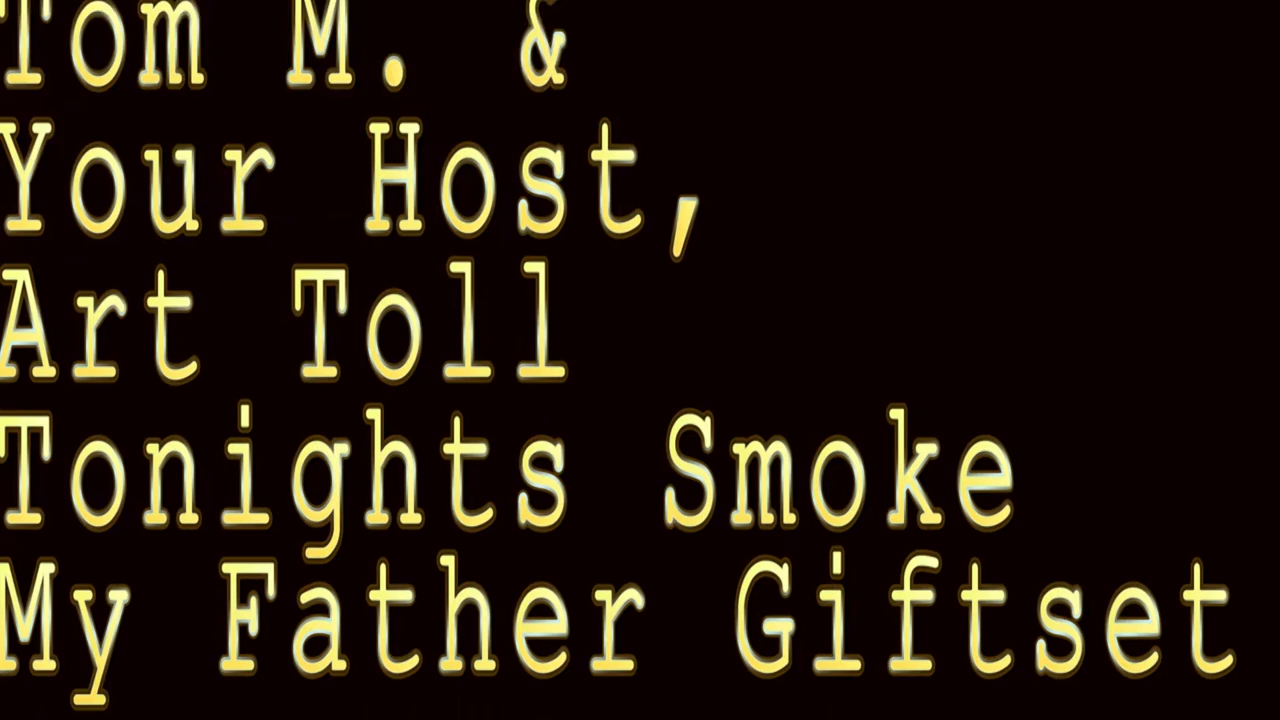 Tom M. &
Your Host,
Art Toll
Tonights Smoke
My Father Giftset